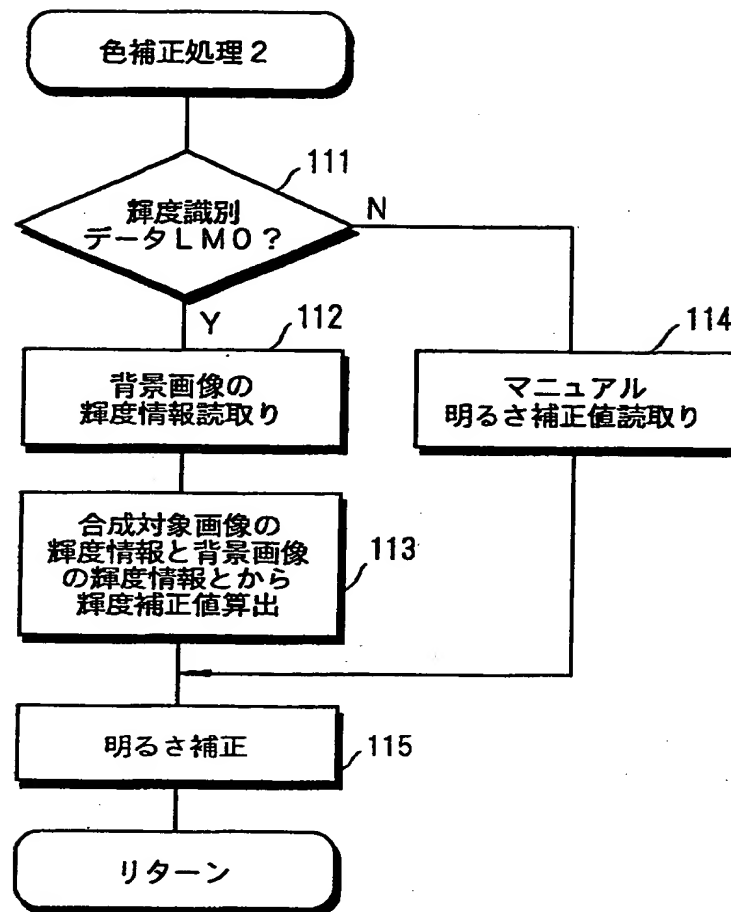 色補正処理２
111
輝度識別
データＬＭ０？
N
Y
112
背景画像の
輝度情報読取り
114
マニュアル
明るさ補正値読取り
合成対象画像の
輝度情報と背景画像
の輝度情報とから
輝度補正値算出
113
明るさ補正
115
リターン